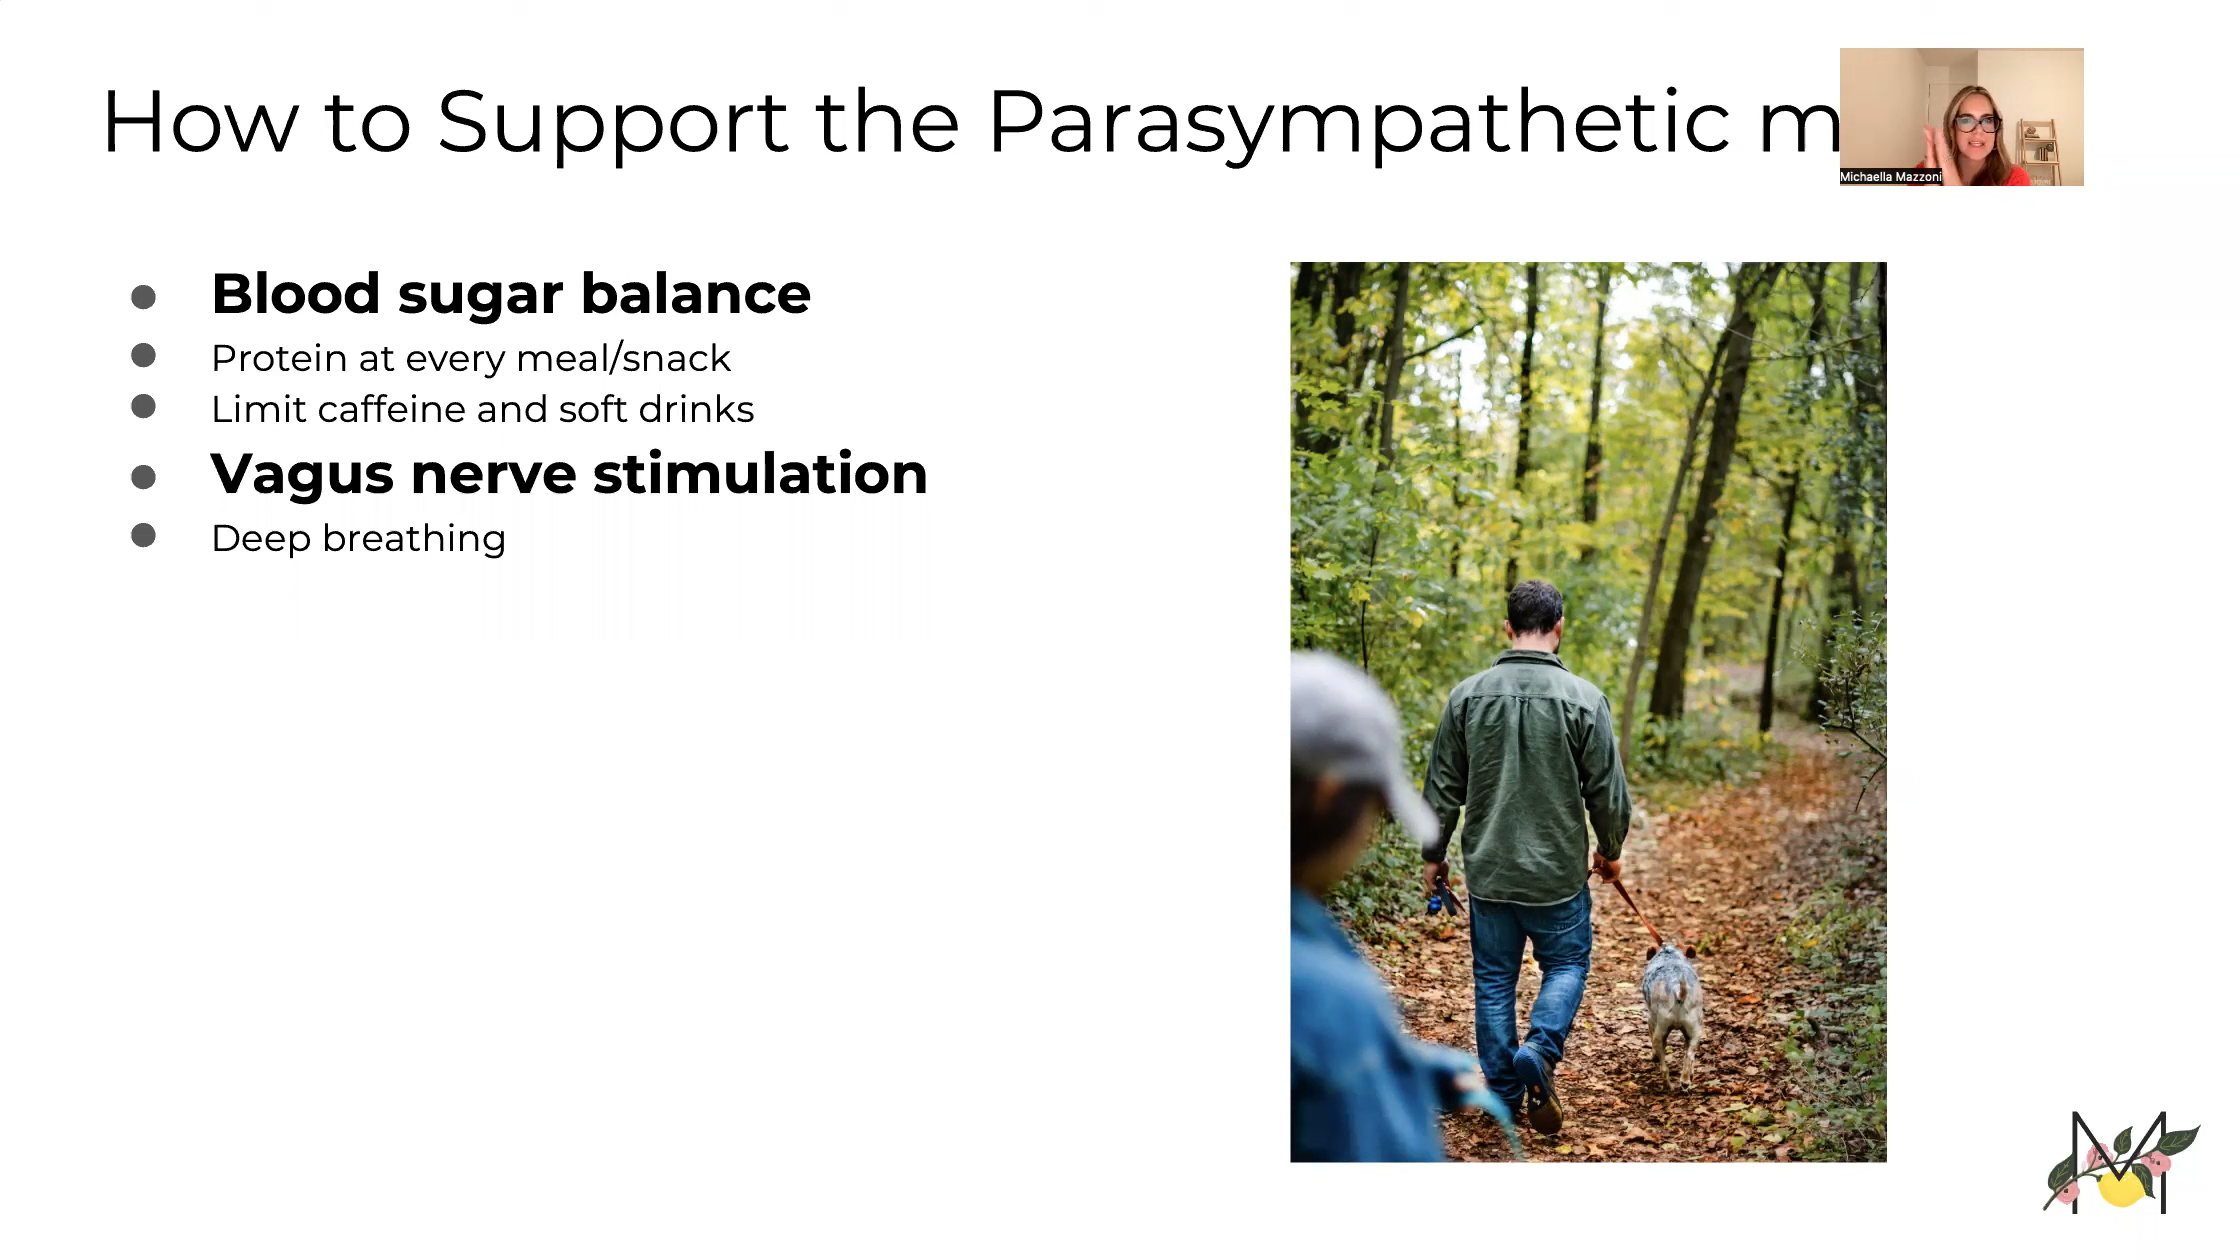 How to Support the Parasympathetic m
Michaella Mazzoni
Blood sugar balance
Protein at every meal/snack
Limit caffeine and soft drinks
Vagus nerve stimulation
Deep breathing
M